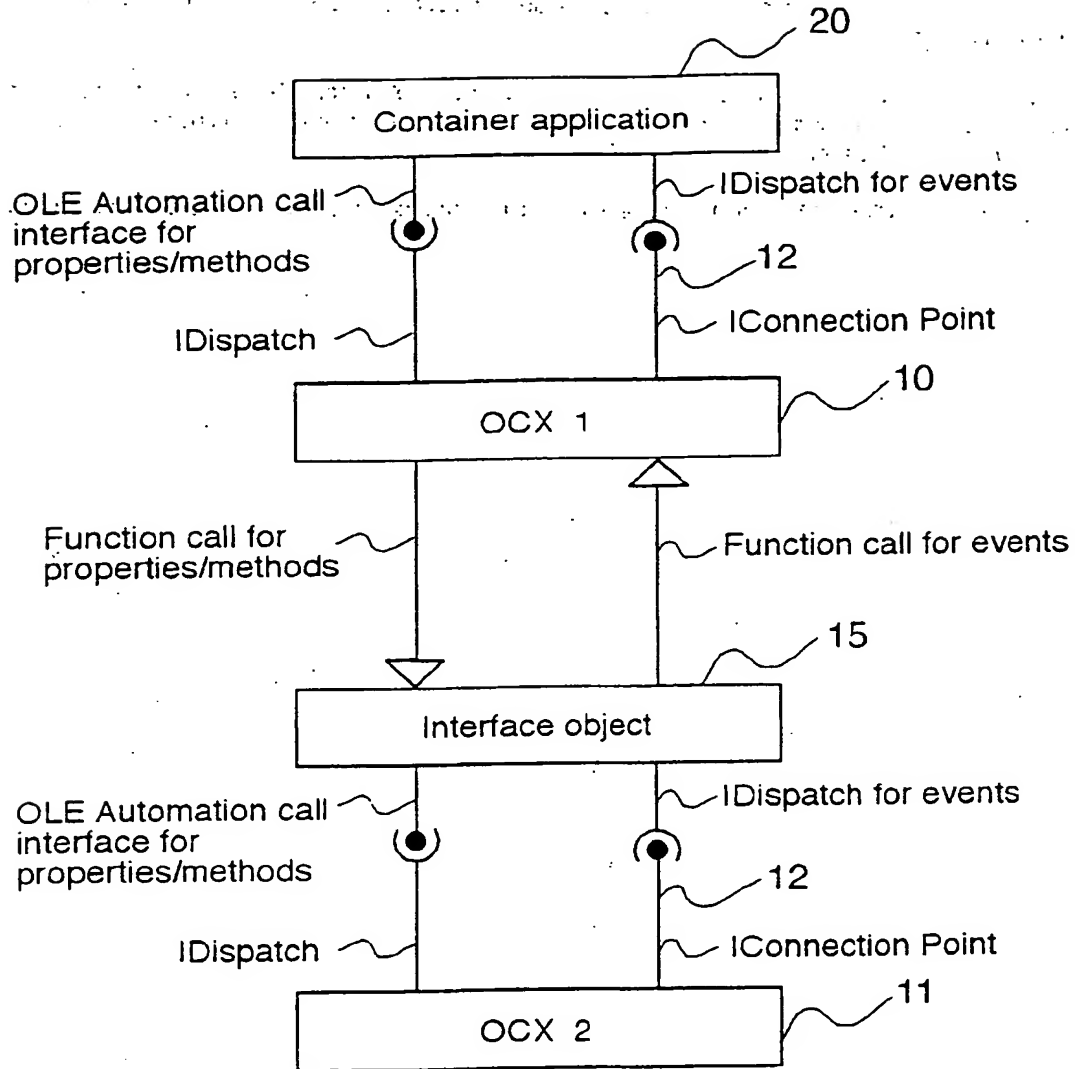 20
Container application
OLE Automation call
interface for
properties/methods
IDispatch for events
12
IDispatch
IConnection Point
10
OCX 1
Function call for
properties/methods
Function call for events
15
Interface object
OLE Automation call
interface for
properties/methods
IDispatch for events
12
IDispatch
IConnection Point
11
OCX 2